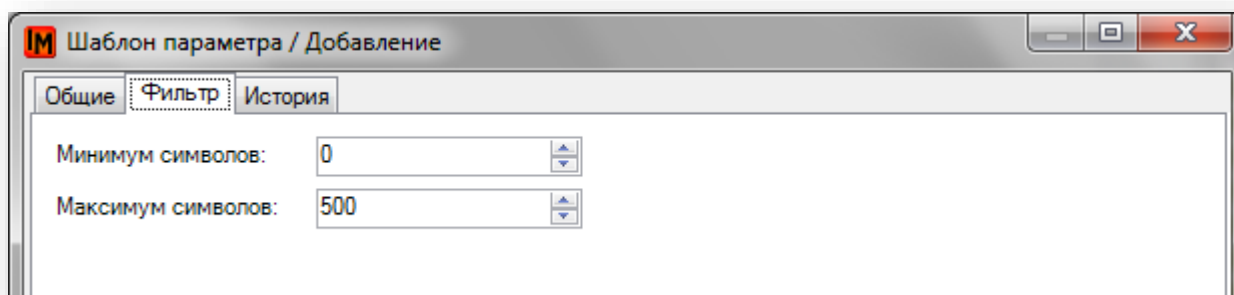 IM Шаблон параметра / Добавление
Общие Фильтр История
Минимум символов: 0
Максимум символов: 500